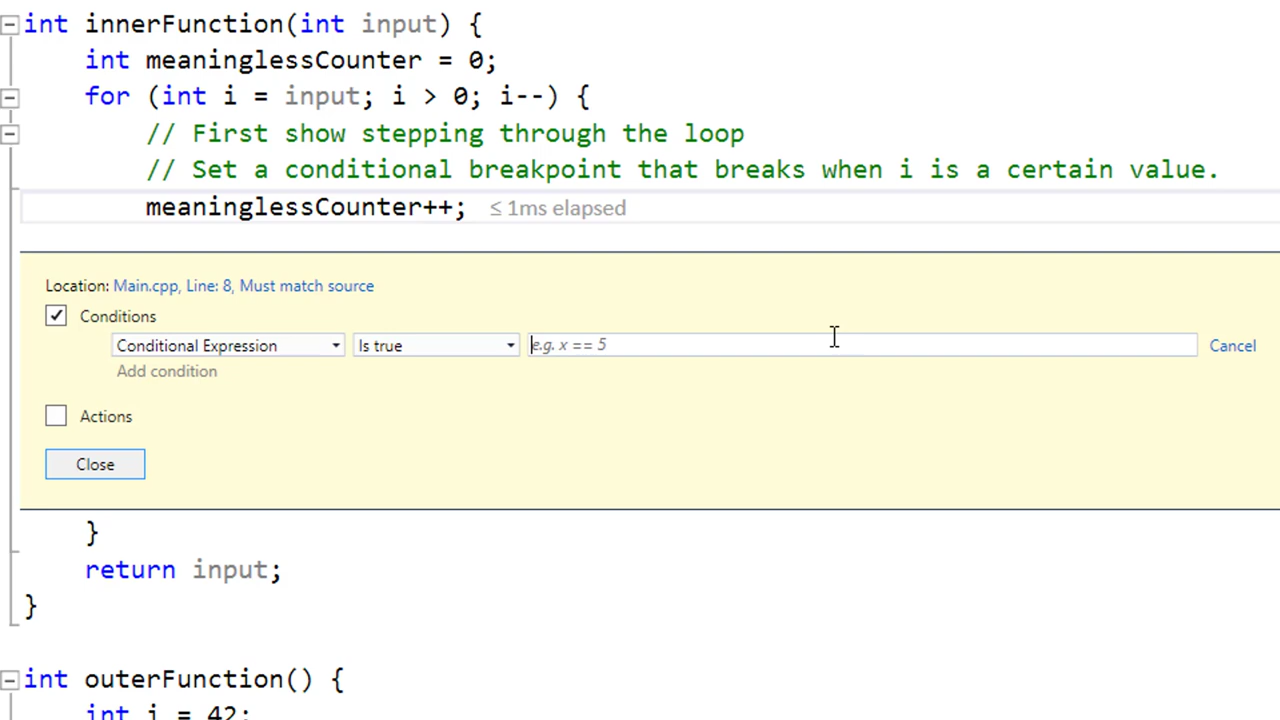 int innerFunction(int input) {
int meaninglessCounter = 0;
for (int i = input; i > 0; i--) {
// First show stepping through the loop
// Set a conditional breakpoint that breaks when i is a certain value.
meaninglessCounter++; ≤ 1ms elapsed
Location: Main.cpp, Line: 8, Must match source
Conditions
Conditional Expression Is true e.g. x == 5 Cancel
Add condition
Actions
Close
}
return input;
}
int outerFunction() {
int i = 42;